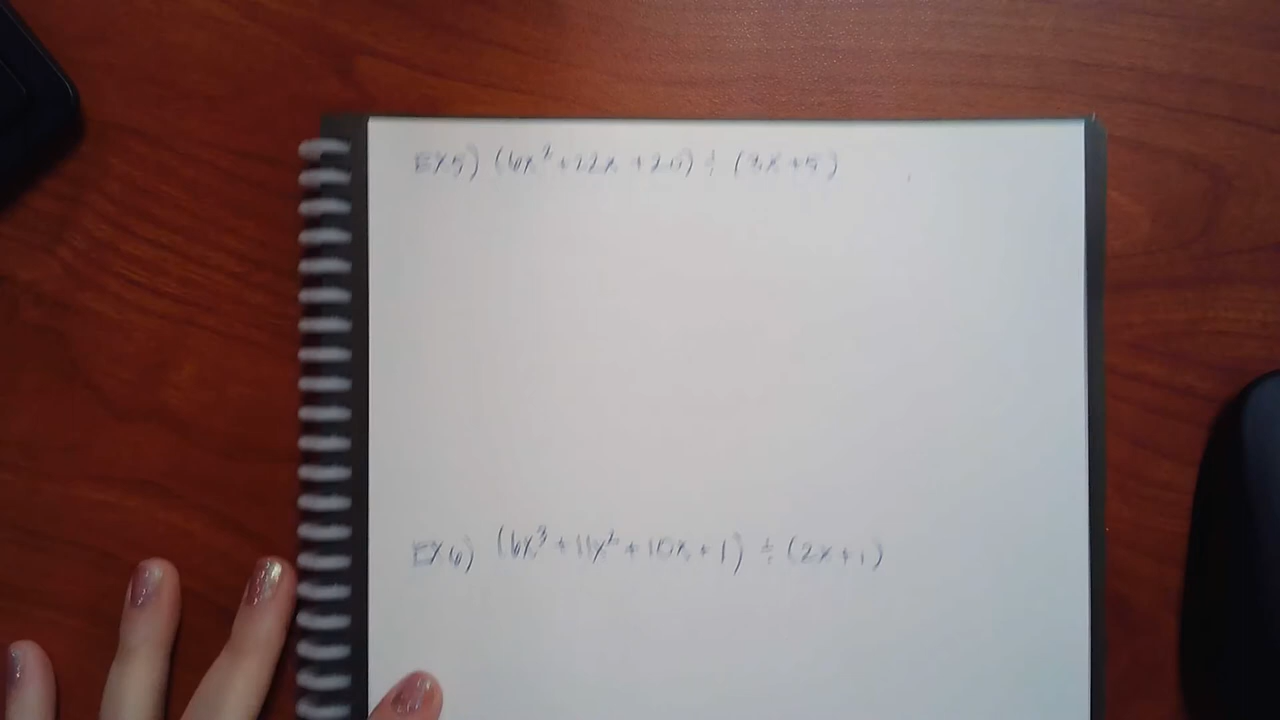 EX5) (6x² + 22x + 20) ÷ (3x + 5)
EX6) (6x³ + 11x² + 10x + 1) ÷ (2x + 1)